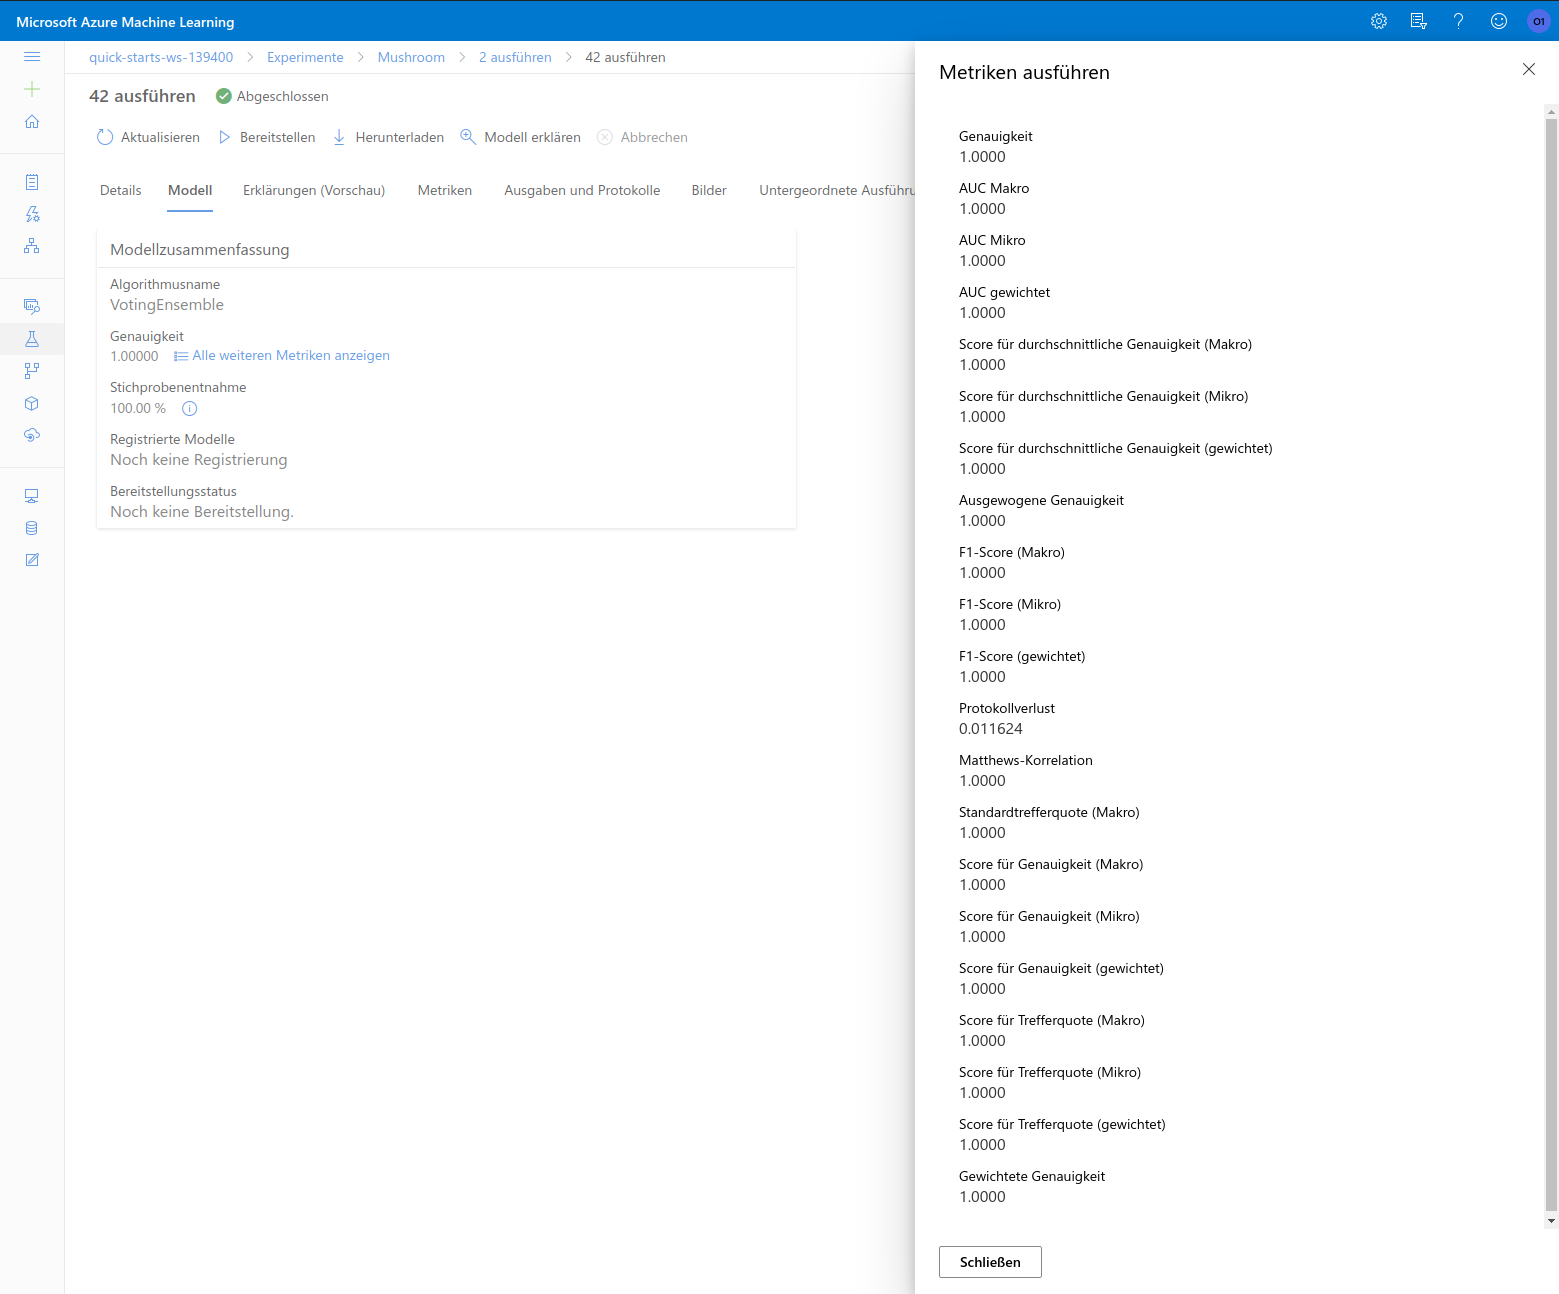 Microsoft Azure Machine Learning
O1
quick-starts-ws-139400 > Experimente > Mushroom > 2 ausführen > 42 ausführen
42 ausführen Abgeschlossen
Aktualisieren Bereitstellen Herunterladen Modell erklären Abbrechen
Details Modell Erklärungen (Vorschau) Metriken Ausgaben und Protokolle Bilder Untergeordnete Ausführu
Modellzusammenfassung
Algorithmusname
VotingEnsemble
Genauigkeit
1.00000 Alle weiteren Metriken anzeigen
Stichprobenentnahme
100.00 %
Registrierte Modelle
Noch keine Registrierung
Bereitstellungsstatus
Noch keine Bereitstellung.
Metriken ausführen
Genauigkeit
1.0000
AUC Makro
1.0000
AUC Mikro
1.0000
AUC gewichtet
1.0000
Score für durchschnittliche Genauigkeit (Makro)
1.0000
Score für durchschnittliche Genauigkeit (Mikro)
1.0000
Score für durchschnittliche Genauigkeit (gewichtet)
1.0000
Ausgewogene Genauigkeit
1.0000
F1-Score (Makro)
1.0000
F1-Score (Mikro)
1.0000
F1-Score (gewichtet)
1.0000
Protokollverlust
0.011624
Matthews-Korrelation
1.0000
Standardtrefferquote (Makro)
1.0000
Score für Genauigkeit (Makro)
1.0000
Score für Genauigkeit (Mikro)
1.0000
Score für Genauigkeit (gewichtet)
1.0000
Score für Trefferquote (Makro)
1.0000
Score für Trefferquote (Mikro)
1.0000
Score für Trefferquote (gewichtet)
1.0000
Gewichtete Genauigkeit
1.0000
Schließen